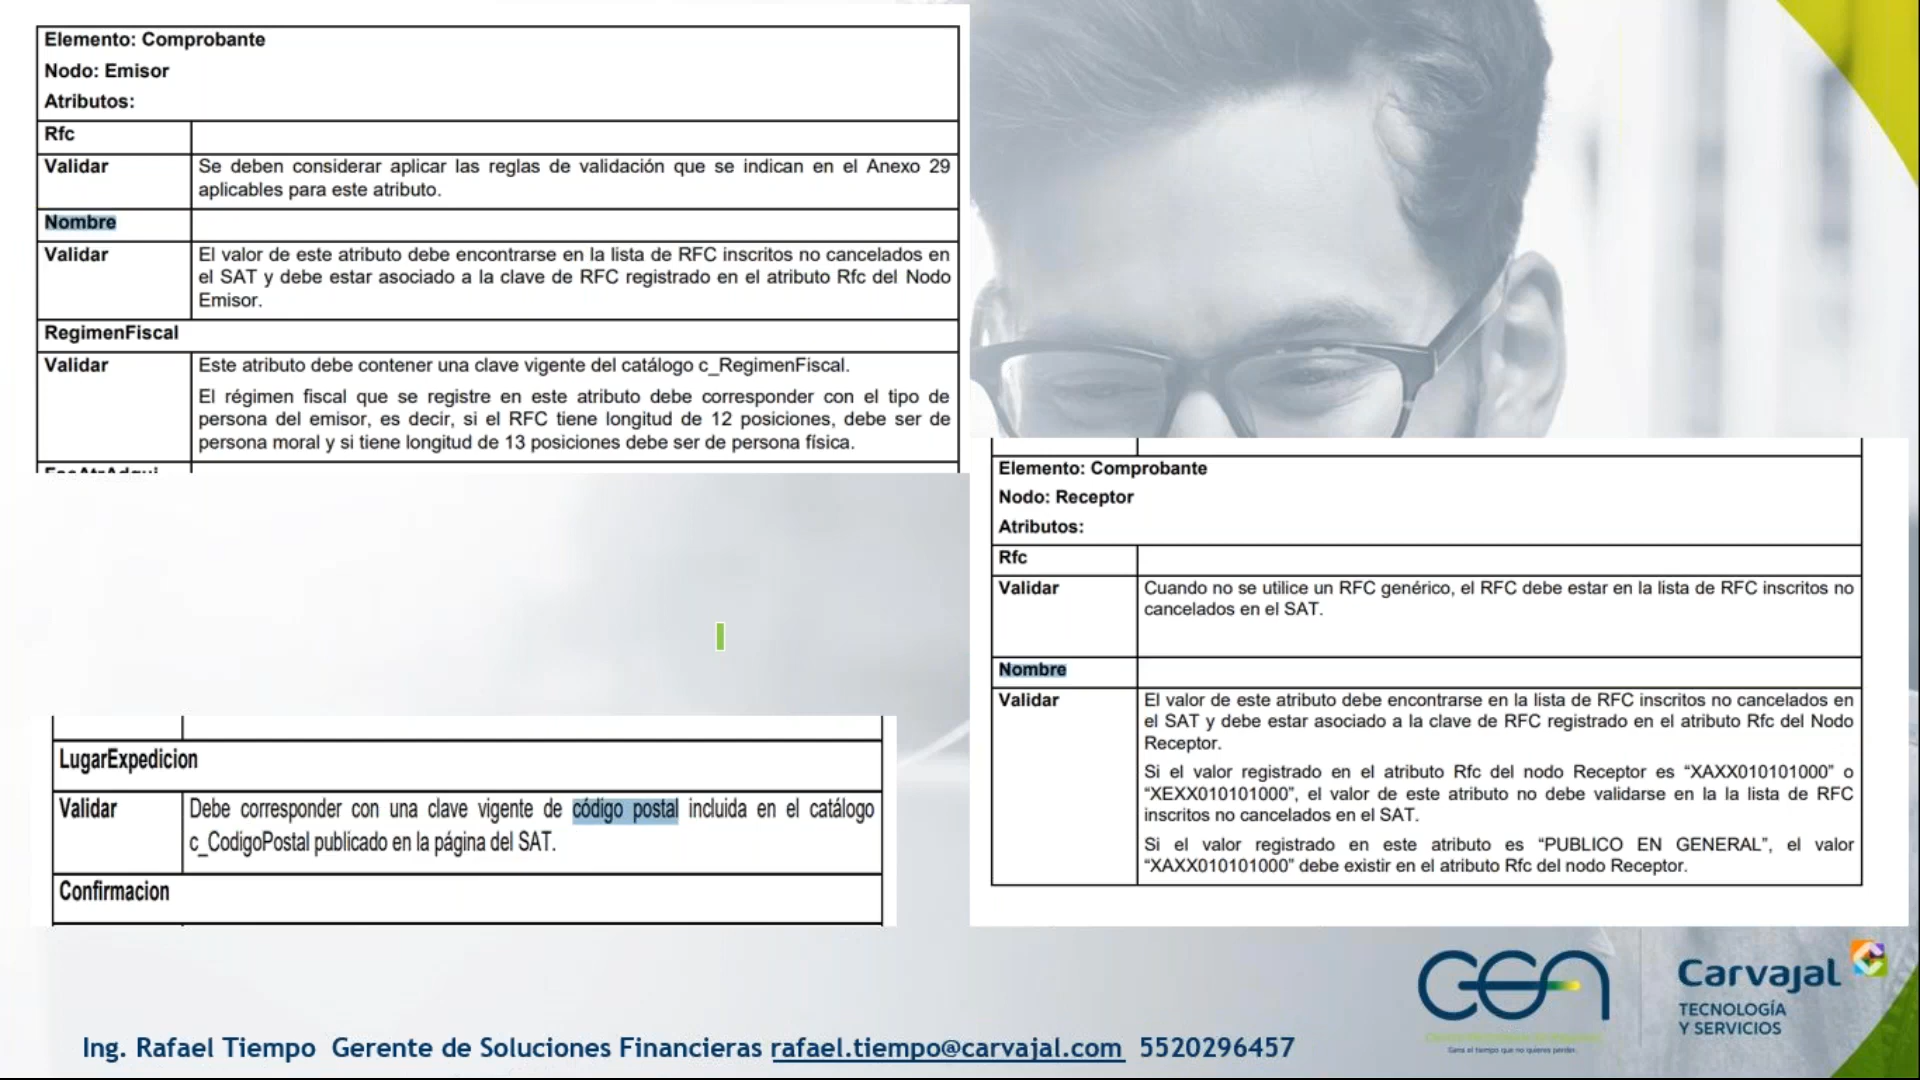 Elemento: Comprobante
Nodo: Emisor
Atributos:
Rfc
Validar
Se deben considerar aplicar las reglas de validación que se indican en el Anexo 29
aplicables para este atributo.
Nombre
Validar
El valor de este atributo debe encontrarse en la lista de RFC inscritos no cancelados en
el SAT y debe estar asociado a la clave de RFC registrado en el atributo Rfc del Nodo
Emisor.
RegimenFiscal
Validar
Este atributo debe contener una clave vigente del catálogo c_RegimenFiscal.
El régimen fiscal que se registre en este atributo debe corresponder con el tipo de
persona del emisor, es decir, si el RFC tiene longitud de 12 posiciones, debe ser de
persona moral y si tiene longitud de 13 posiciones debe ser de persona física.
LugarExpedicion
Validar
Debe corresponder con una clave vigente de código postal incluida en el catálogo
c_CodigoPostal publicado en la página del SAT.
Confirmacion
Elemento: Comprobante
Nodo: Receptor
Atributos:
Rfc
Validar
Cuando no se utilice un RFC genérico, el RFC debe estar en la lista de RFC inscritos no
cancelados en el SAT.
Nombre
Validar
El valor de este atributo debe encontrarse en la lista de RFC inscritos no cancelados en
el SAT y debe estar asociado a la clave de RFC registrado en el atributo Rfc del Nodo
Receptor.
Si el valor registrado en el atributo Rfc del nodo Receptor es “XAXX010101000” o
“XEXX010101000”, el valor de este atributo no debe validarse en la la lista de RFC
inscritos no cancelados en el SAT.
Si el valor registrado en este atributo es “PUBLICO EN GENERAL”, el valor
“XAXX010101000” debe existir en el atributo Rfc del nodo Receptor.
cen
Gana el tiempo que no quieres perder.
Carvajal
TECNOLOGÍA
Y SERVICIOS
Ing. Rafael Tiempo Gerente de Soluciones Financieras rafael.tiempo@carvajal.com 5520296457